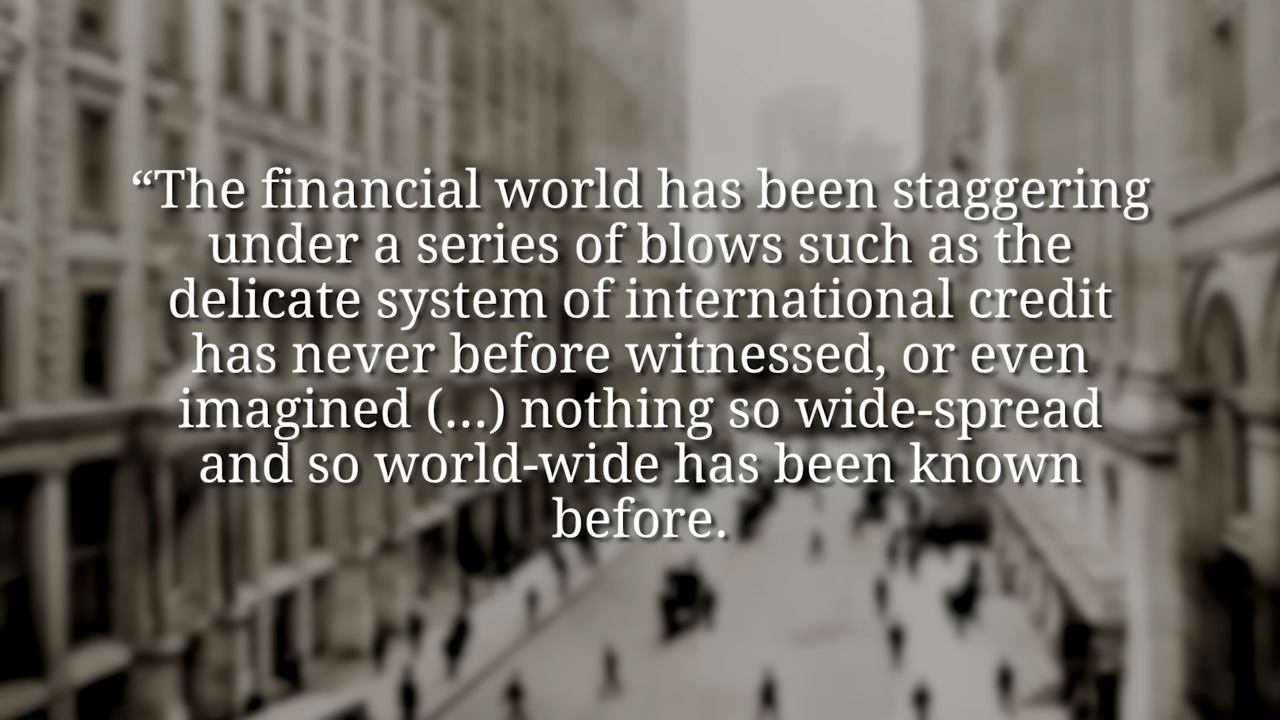 “The financial world has been staggering
under a series of blows such as the
delicate system of international credit
has never before witnessed, or even
imagined (...) nothing so wide-spread
and so world-wide has been known
before.